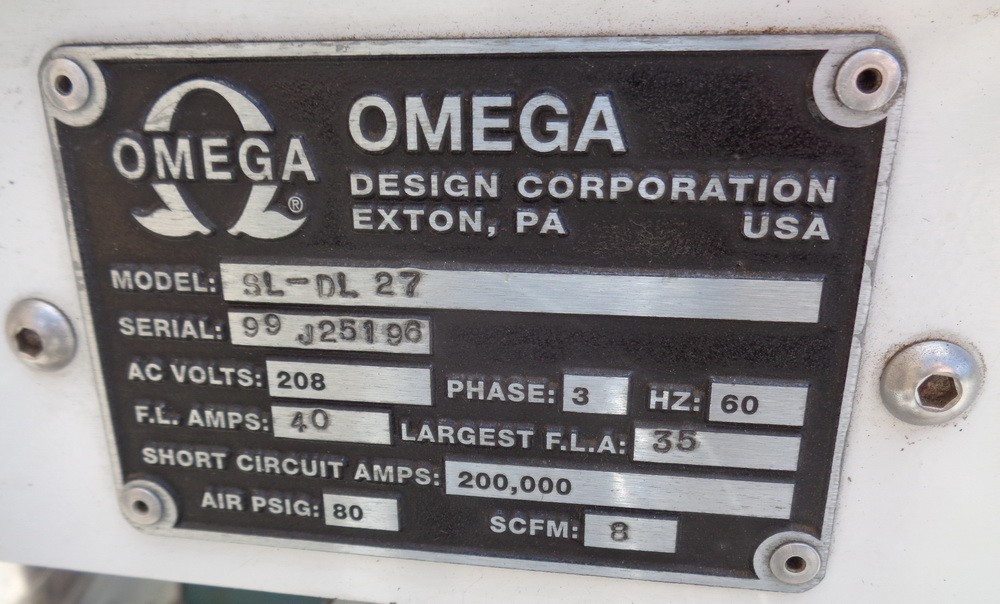 OMEGA ®
OMEGA
DESIGN CORPORATION
EXTON, PA USA
MODEL: SL-DL 27
SERIAL: 99 J25196
AC VOLTS: 208 PHASE: 3 HZ: 60
F.L. AMPS: 40 LARGEST F.L.A: 35
SHORT CIRCUIT AMPS: 200,000
AIR PSIG: 80 SCFM: 8